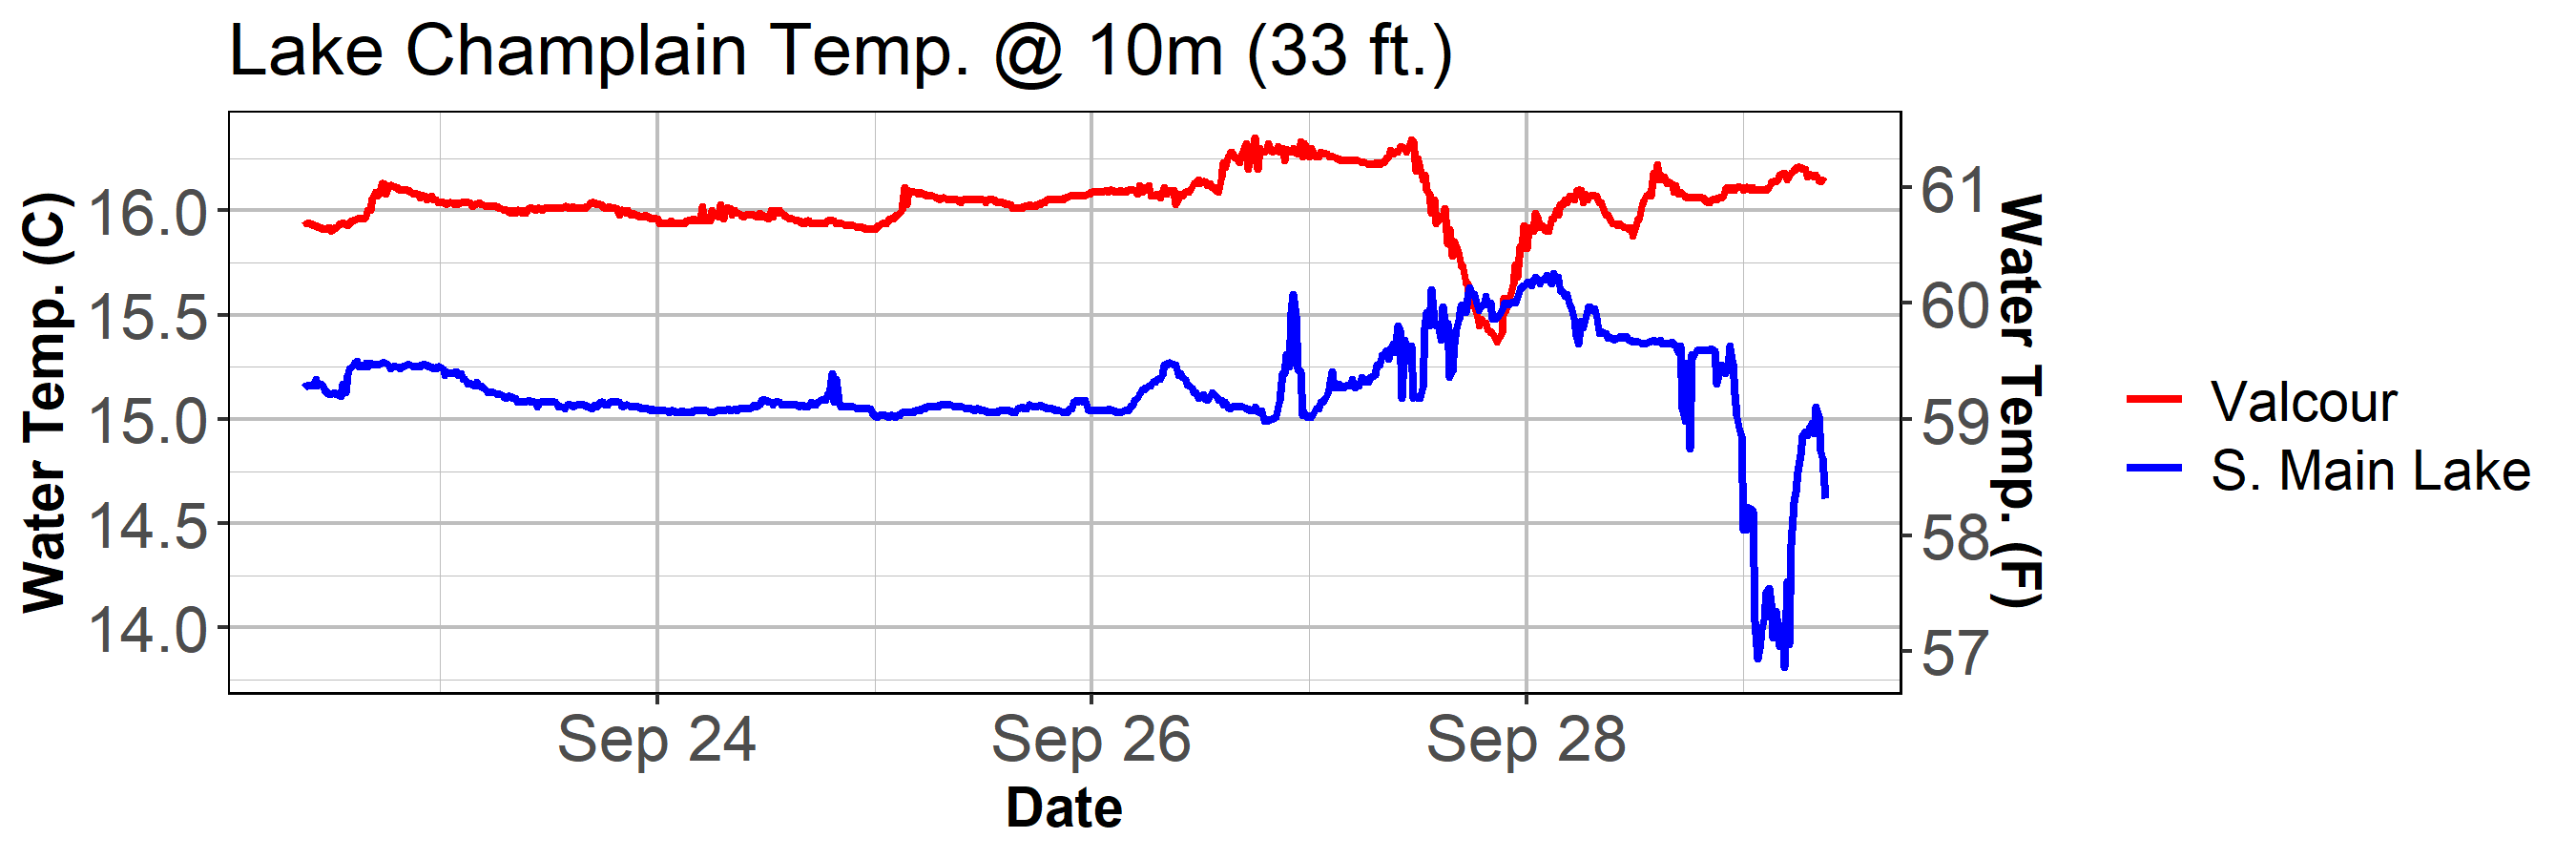 Lake Champlain Temp. @ 10m (33 ft.)
Water Temp. (C)
16.0
15.5
15.0
14.5
14.0
61
60
59
58
57
Water Temp. (F)
Sep 24
Sep 26
Sep 28
Date
Valcour
S. Main Lake